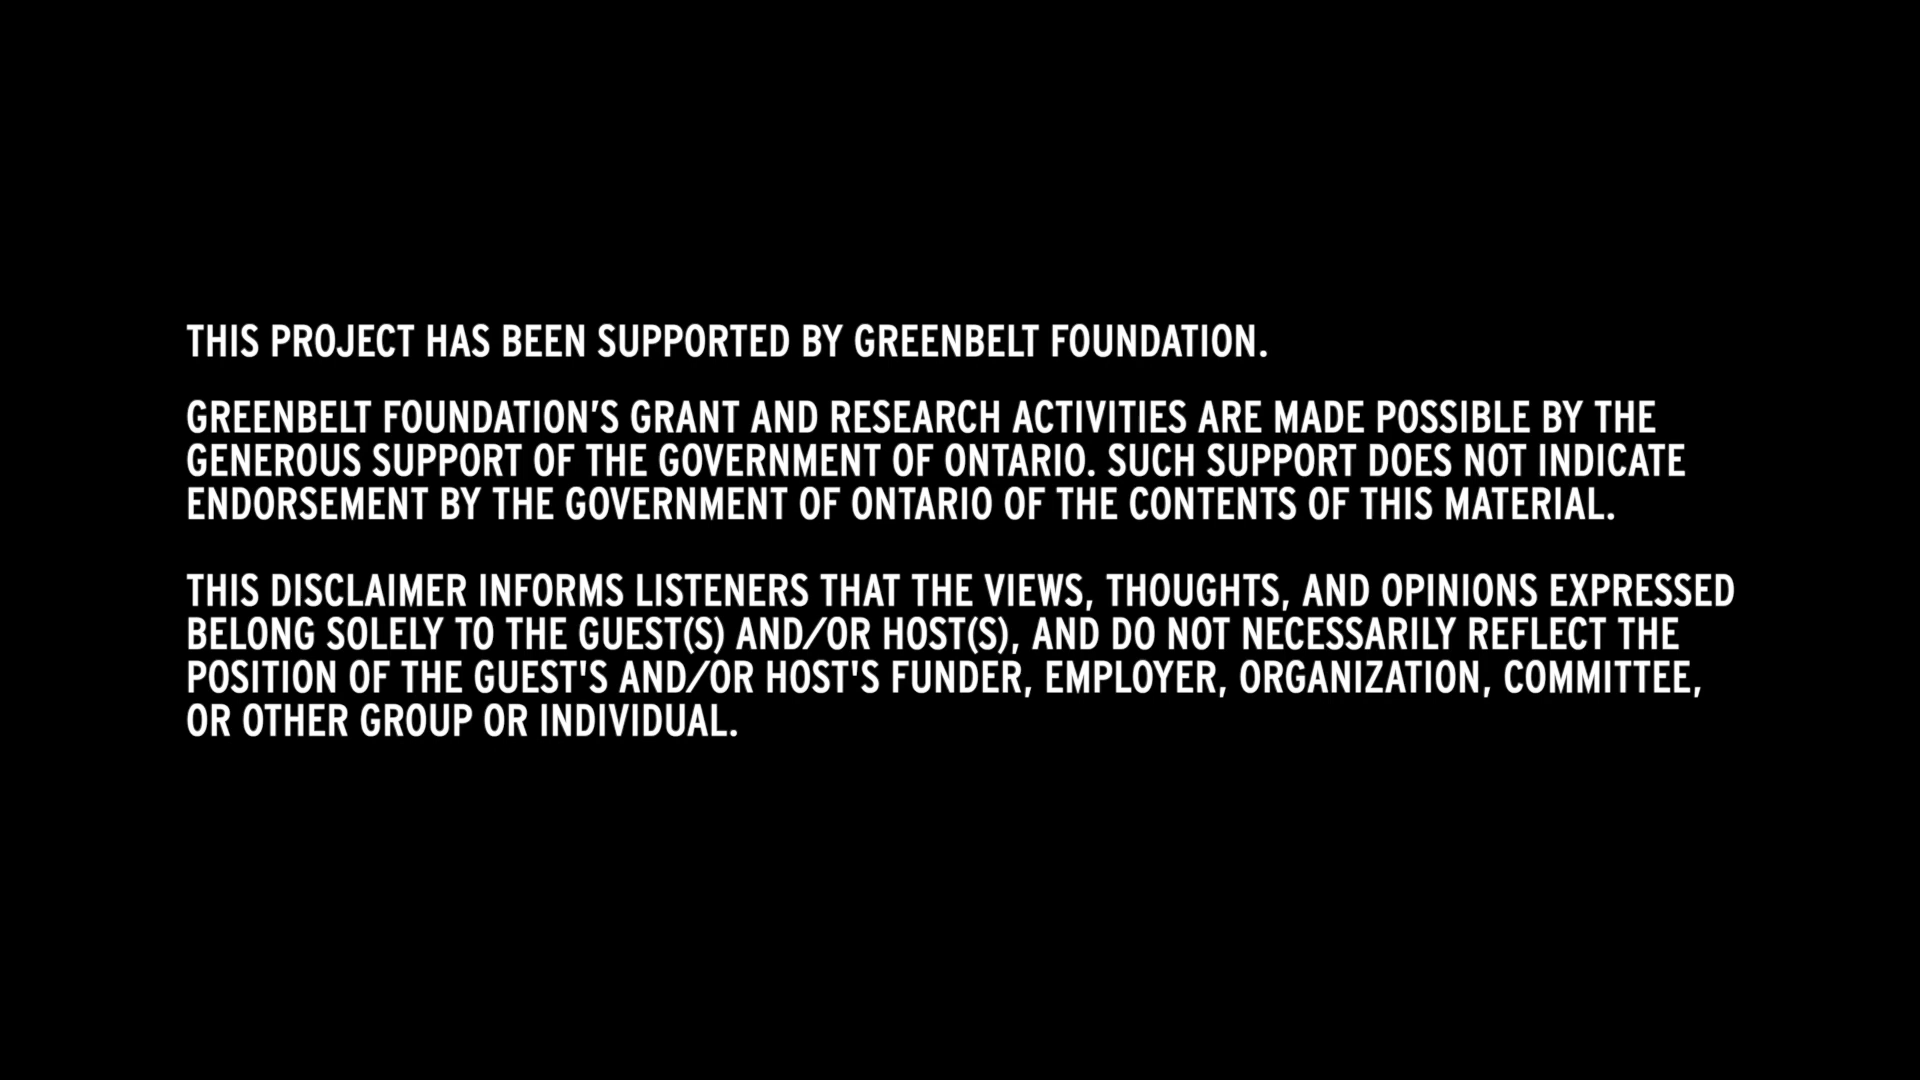 THIS PROJECT HAS BEEN SUPPORTED BY GREENBELT FOUNDATION.
GREENBELT FOUNDATION’S GRANT AND RESEARCH ACTIVITIES ARE MADE POSSIBLE BY THE
GENEROUS SUPPORT OF THE GOVERNMENT OF ONTARIO. SUCH SUPPORT DOES NOT INDICATE
ENDORSEMENT BY THE GOVERNMENT OF ONTARIO OF THE CONTENTS OF THIS MATERIAL.
THIS DISCLAIMER INFORMS LISTENERS THAT THE VIEWS, THOUGHTS, AND OPINIONS EXPRESSED
BELONG SOLELY TO THE GUEST(S) AND/OR HOST(S), AND DO NOT NECESSARILY REFLECT THE
POSITION OF THE GUEST'S AND/OR HOST'S FUNDER, EMPLOYER, ORGANIZATION, COMMITTEE,
OR OTHER GROUP OR INDIVIDUAL.